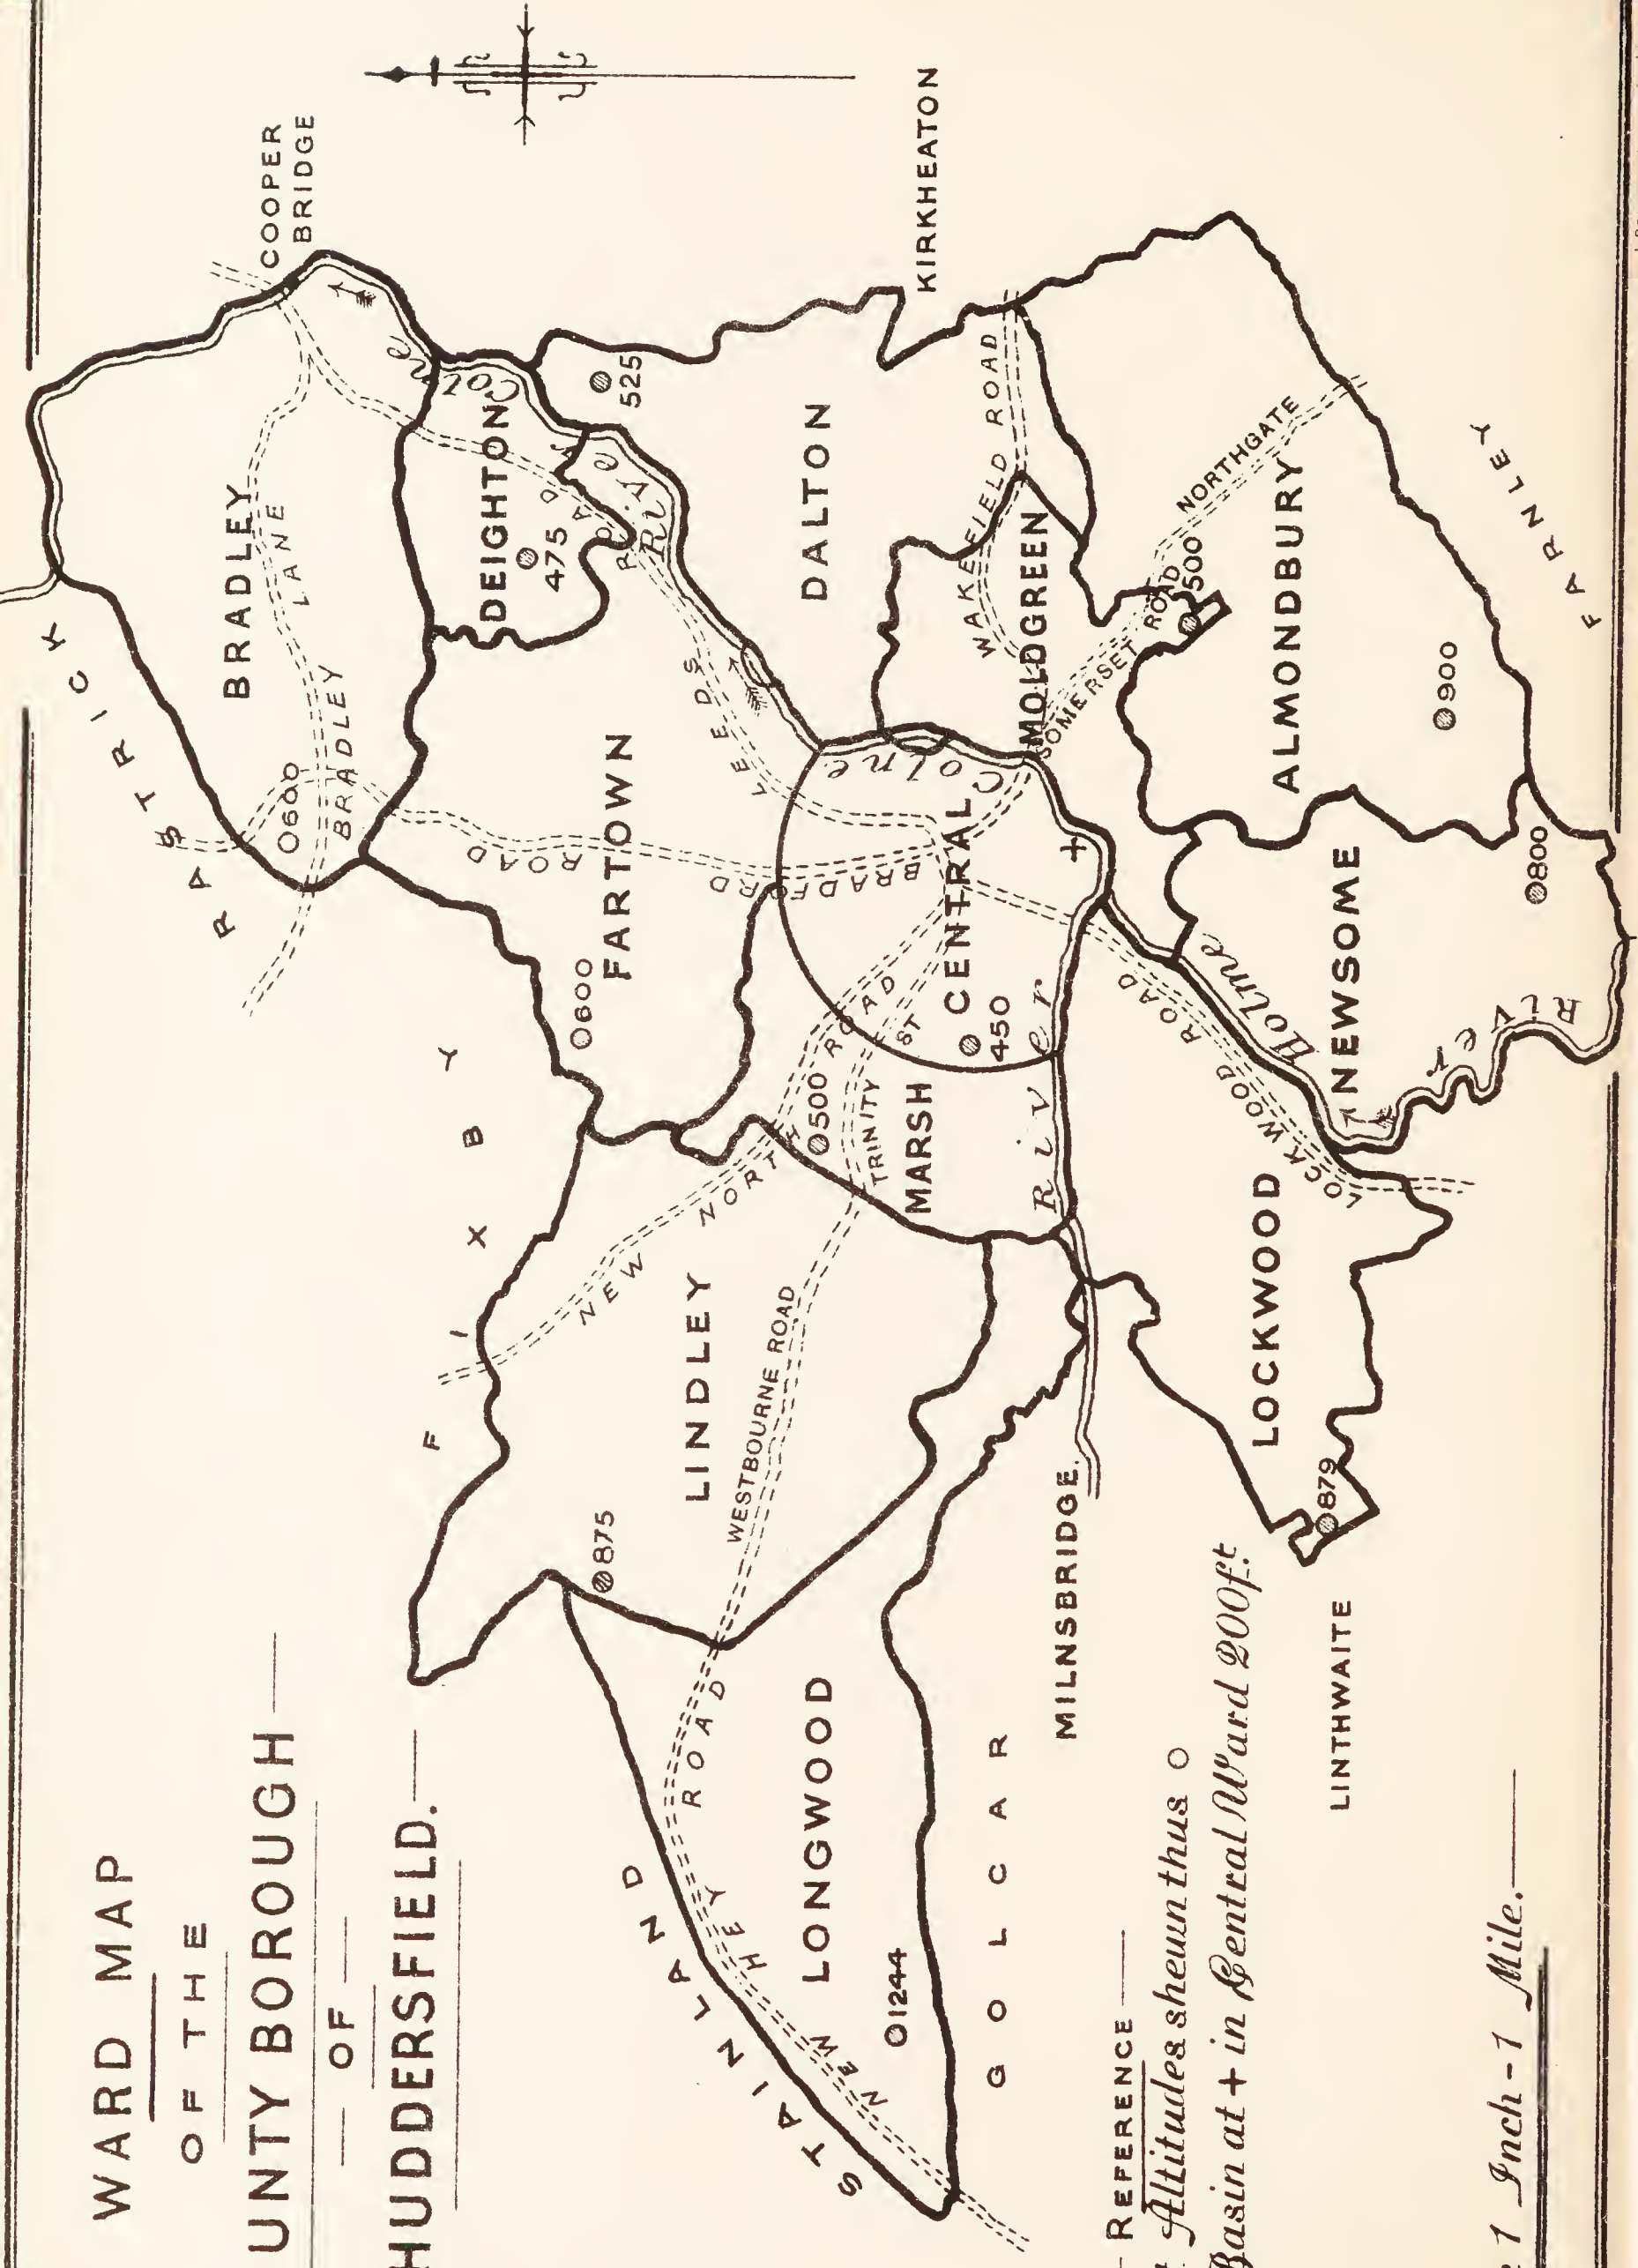 WARD MAP
OF THE
UNTY BOROUGH
OF
HUDDERSFIELD.
RASTRICK
FIXBY
STAINLAND
GOLCAR
FARNLEY
COOPER
BRIDGE
KIRKHEATON
MILNSBRIDGE.
LINTHWAITE
BRADLEY
BRADLEY LANE
600
DEIGHTON
475
525
River Colne
LEEDS ROAD
FARTOWN
600
BRADFORD ROAD
DALTON
WAKEFIELD ROAD
MOLDGREEN
SOMERSET ROAD
NORTHGATE
500
ALMONDBURY
900
CENTRAL
450
Colne
River
+
MARSH
500
TRINITY ST
NEW NORTH ROAD
LINDLEY
875
WESTBOURNE ROAD
LONGWOOD
1244
NEW HEY ROAD
LOCKWOOD
879
LOCKWOOD ROAD
NEWSOME
800
River Holme
REFERENCE
Altitudes shewn thus O
Basin at + in Central Ward 200ft.
1 Inch - 1 Mile.